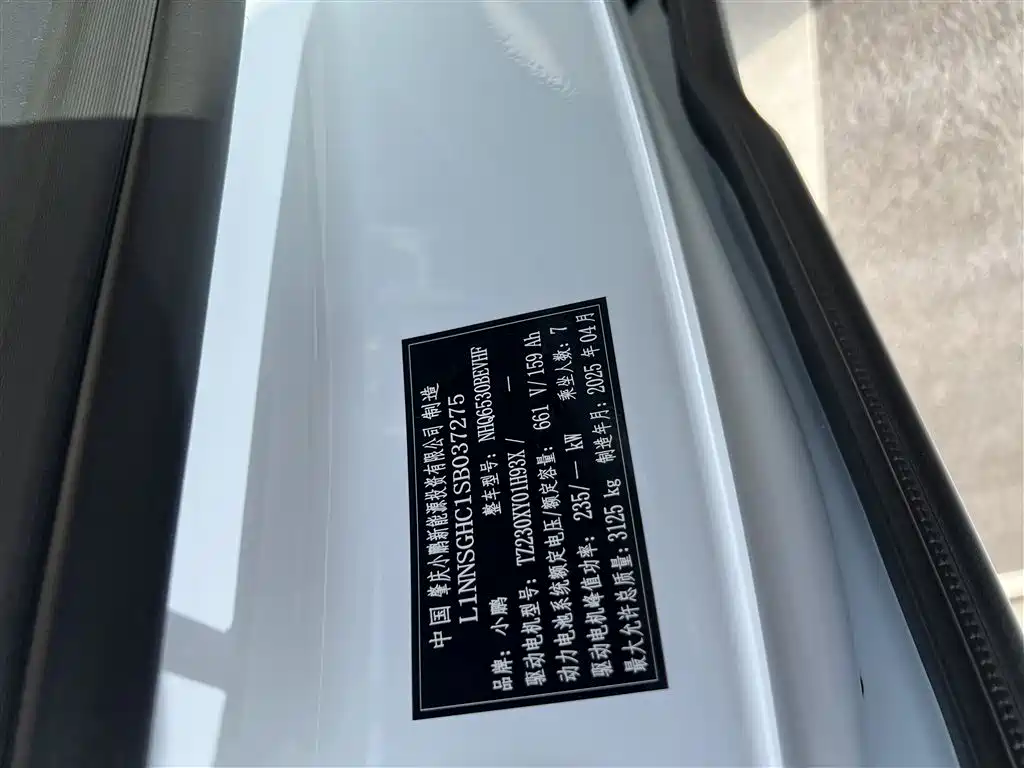 中国 肇庆小鹏新能源投资有限公司 制造
L1NNSGHC1SB037275
品牌：小鹏 整车型号：NHQ6530BEVHF
驱动电机型号：TZ230XY01H93X / —
动力电池系统额定电压/额定容量：661 V/159 Ah
驱动电机峰值功率：235/— kW 乘坐人数：7
最大允许总质量：3125 kg 制造年月：2025 年 04 月